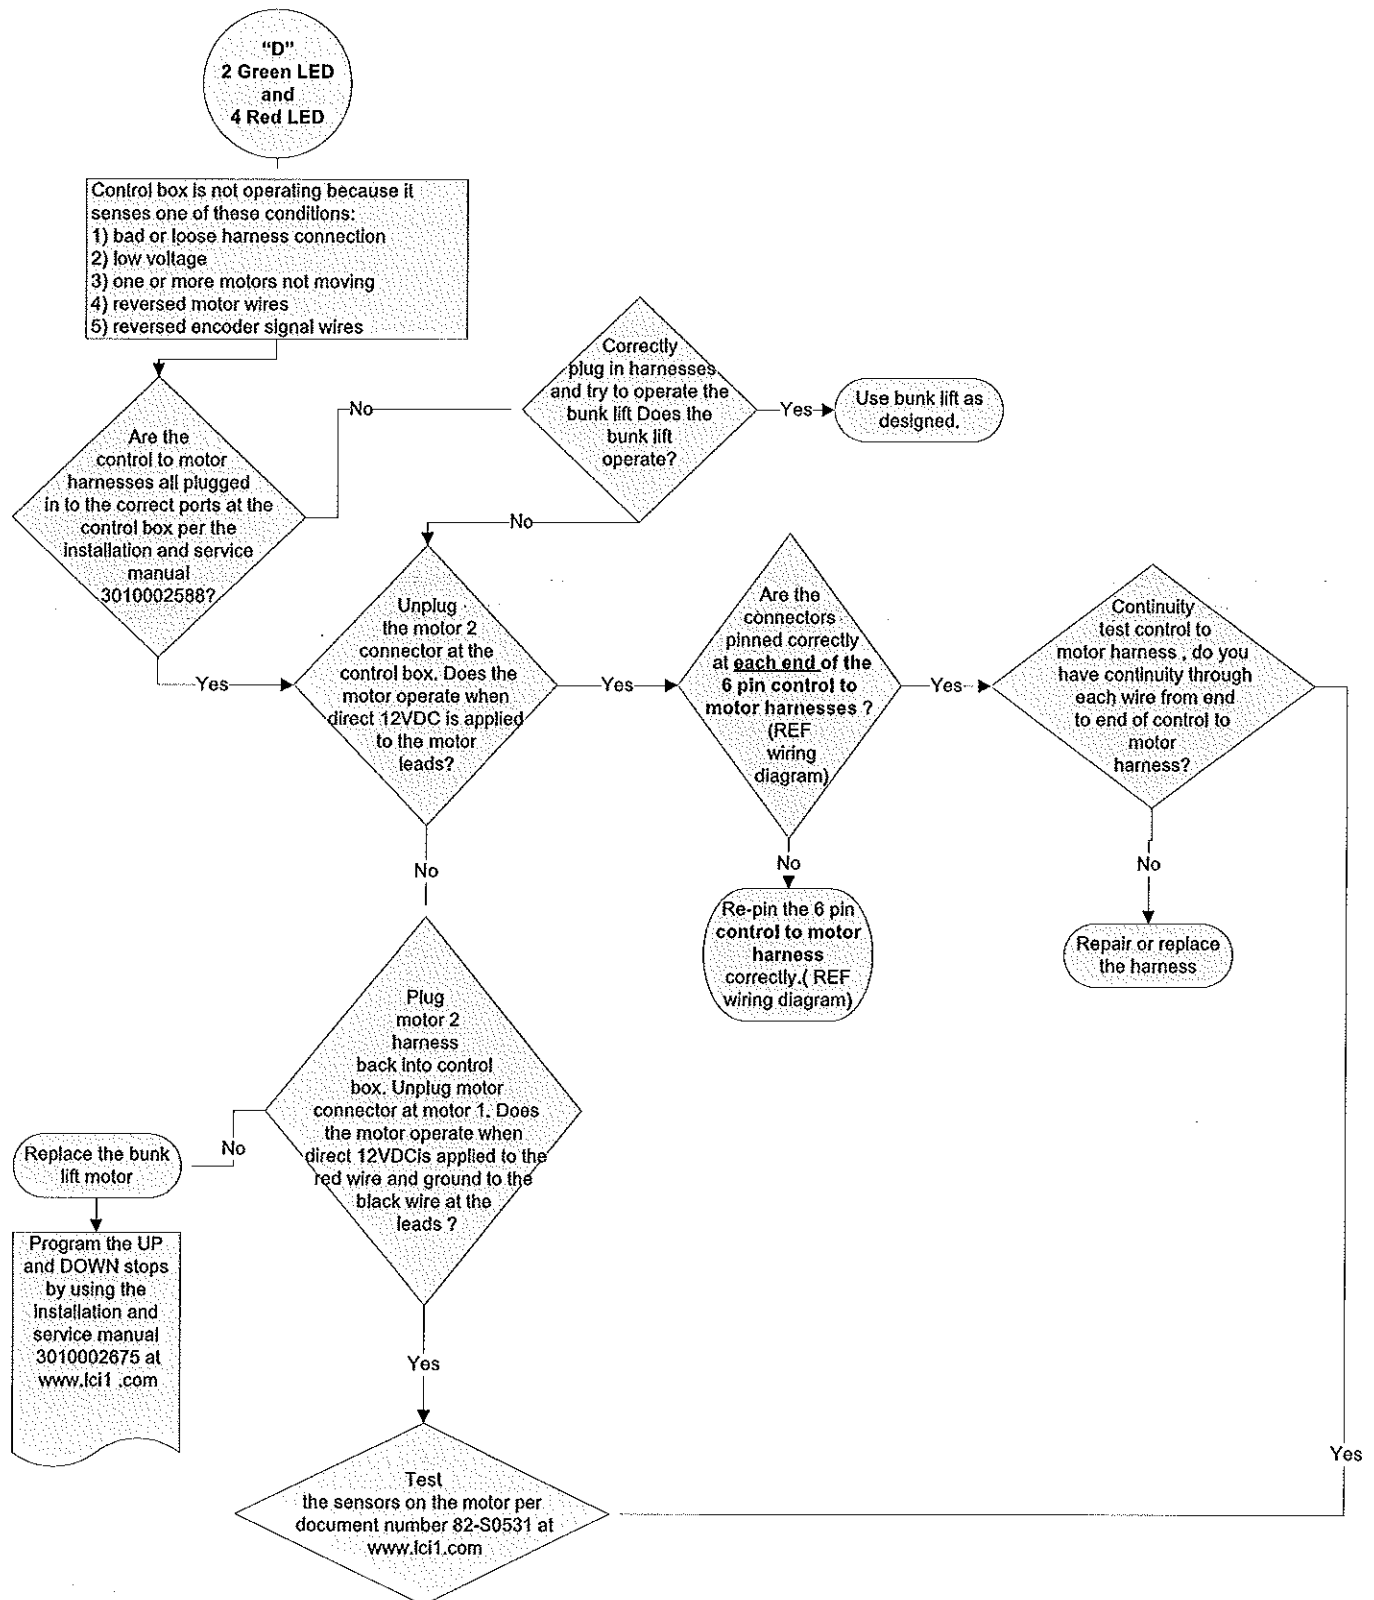 “D”
2 Green LED
and
4 Red LED
Control box is not operating because it
senses one of these conditions:
1) bad or loose harness connection
2) low voltage
3) one or more motors not moving
4) reversed motor wires
5) reversed encoder signal wires
Correctly
plug in harnesses
and try to operate the
bunk lift Does the
bunk lift
operate?
Yes
Use bunk lift as
designed.
No
Are the
control to motor
harnesses all plugged
in to the correct ports at the
control box per the
installation and service
manual
30100002588?
No
Yes
Unplug
the motor 2
connector at the
control box. Does the
motor operate when
direct 12VDC is applied
to the motor
leads?
Yes
Are the
connectors
pinned correctly
at each end of the
6 pin control to
motor harnesses ?
(REF
wiring
diagram)
Yes
Continuity
test control to
motor harness , do you
have continuity through
each wire from end
to end of control to
motor
harness?
No
No
No
Re-pin the 6 pin
control to motor
harness
correctly.( REF
wiring diagram)
Repair or replace
the harness
Plug
motor 2
harness
back into control
box. Unplug motor
connector at motor 1. Does
the motor operate when
direct 12VDCis applied to the
red wire and ground to the
black wire at the
leads ?
No
Replace the bunk
lift motor
Program the UP
and DOWN stops
by using the
installation and
service manual
3010002675 at
www.lci1 .com
Yes
Yes
Test
the sensors on the motor per
document number 82-S0531 at
www.lci1.com